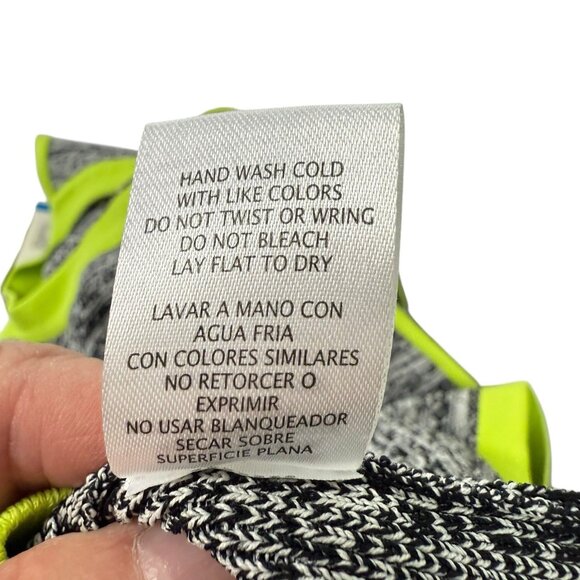 HAND WASH COLD
WITH LIKE COLORS
DO NOT TWIST OR WRING
DO NOT BLEACH
LAY FLAT TO DRY
LAVAR A MANO CON
AGUA FRIA
CON COLORES SIMILARES
NO RETORCER O
EXPRIMIR
NO USAR BLANQUEADOR
SECAR SOBRE
SUPERFICIE PLANA